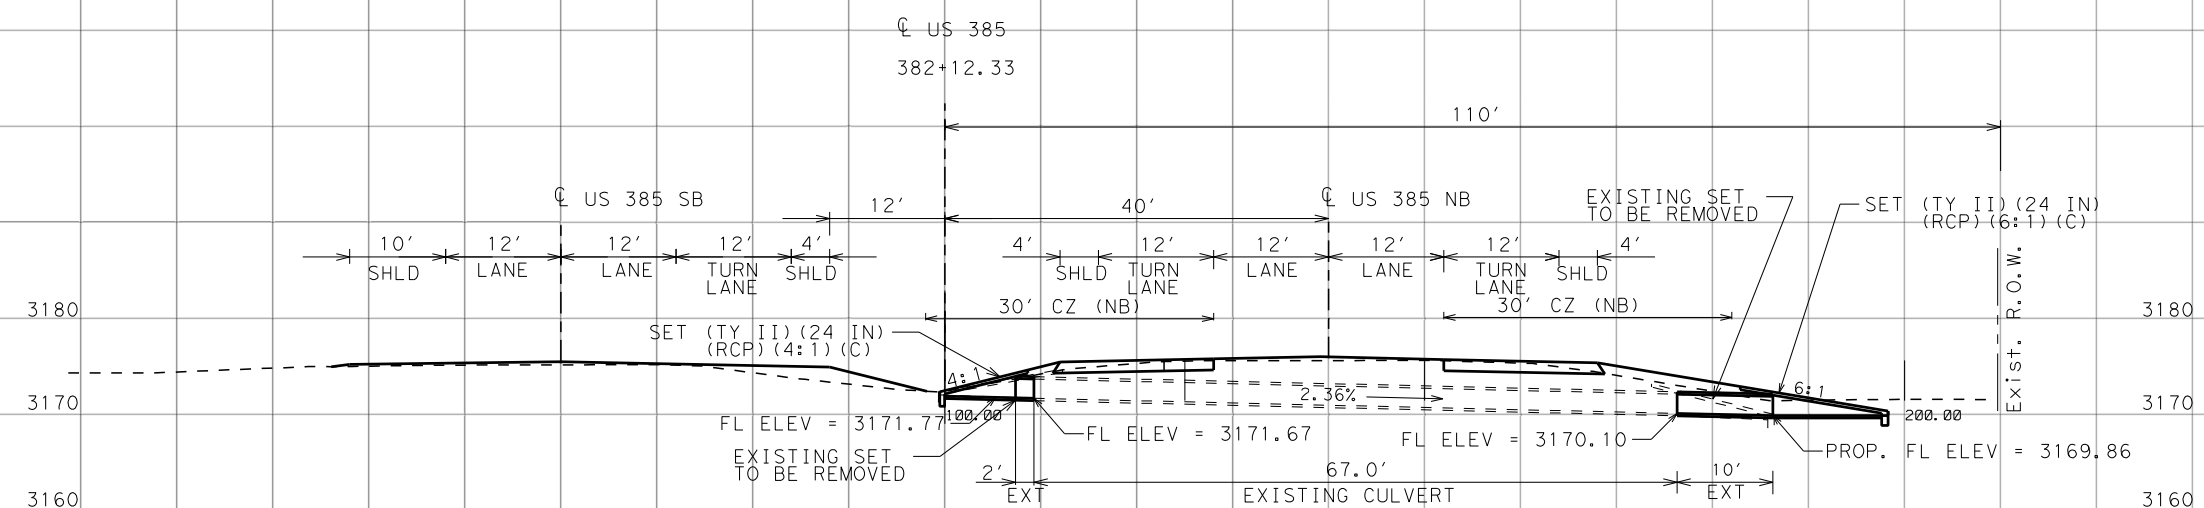 ℄ US 385
382+12.33
110'
℄ US 385 SB
12'
40'
℄ US 385 NB
EXISTING SET
TO BE REMOVED
SET (TY II)(24 IN)
(RCP)(6:1)(C)
10'
SHLD
12'
LANE
12'
LANE
12'
TURN
LANE
4'
SHLD
4'
SHLD
12'
TURN
LANE
12'
LANE
12'
LANE
12'
TURN
LANE
4'
SHLD
Exist. R.O.W.
30' CZ (NB)
30' CZ (NB)
3180
3180
SET (TY II)(24 IN)
(RCP)(4:1)(C)
4:1
6:1
2.36%
3170
3170
100.00
200.00
FL ELEV = 3171.77
FL ELEV = 3171.67
FL ELEV = 3170.10
PROP. FL ELEV = 3169.86
EXISTING SET
TO BE REMOVED
2'
EXT
67.0'
EXISTING CULVERT
10'
EXT
3160
3160